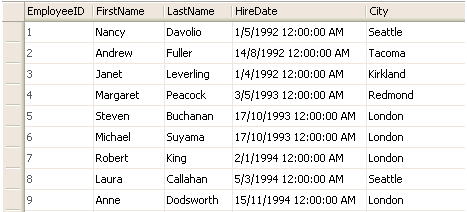 EmployeeID FirstName LastName HireDate City
1 Nancy Davolio 1/5/1992 12:00:00 AM Seattle
2 Andrew Fuller 14/8/1992 12:00:00 AM Tacoma
3 Janet Leverling 1/4/1992 12:00:00 AM Kirkland
4 Margaret Peacock 3/5/1993 12:00:00 AM Redmond
5 Steven Buchanan 17/10/1993 12:00:00 AM London
6 Michael Suyama 17/10/1993 12:00:00 AM London
7 Robert King 2/1/1994 12:00:00 AM London
8 Laura Callahan 5/3/1994 12:00:00 AM Seattle
9 Anne Dodsworth 15/11/1994 12:00:00 AM London